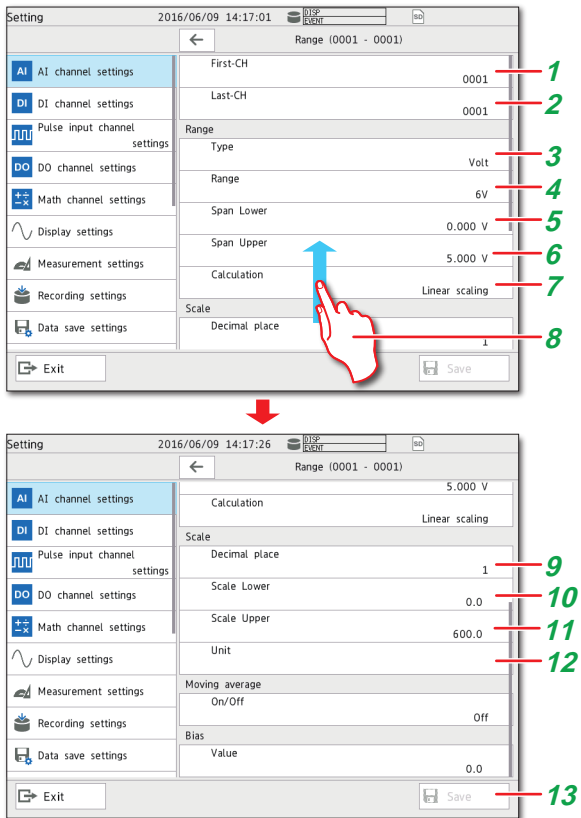 Setting 2016/06/09 14:17:01 DISP EVENT SD
Range (0001 - 0001)
AI AI channel settings
DI DI channel settings
Pulse input channel
settings
DO DO channel settings
Math channel settings
Display settings
Measurement settings
Recording settings
Data save settings
First-CH
0001
Last-CH
0001
Range
Type
Volt
Range
6V
Span Lower
0.000 V
Span Upper
5.000 V
Calculation
Linear scaling
Scale
Decimal place
1
Exit
Save
1
2
3
4
5
6
7
8
Setting 2016/06/09 14:17:26 DISP EVENT SD
Range (0001 - 0001)
AI AI channel settings
DI DI channel settings
Pulse input channel
settings
DO DO channel settings
Math channel settings
Display settings
Measurement settings
Recording settings
Data save settings
5.000 V
Calculation
Linear scaling
Scale
Decimal place
1
Scale Lower
0.0
Scale Upper
600.0
Unit
Moving average
On/Off
Off
Bias
Value
0.0
Exit
Save
9
10
11
12
13